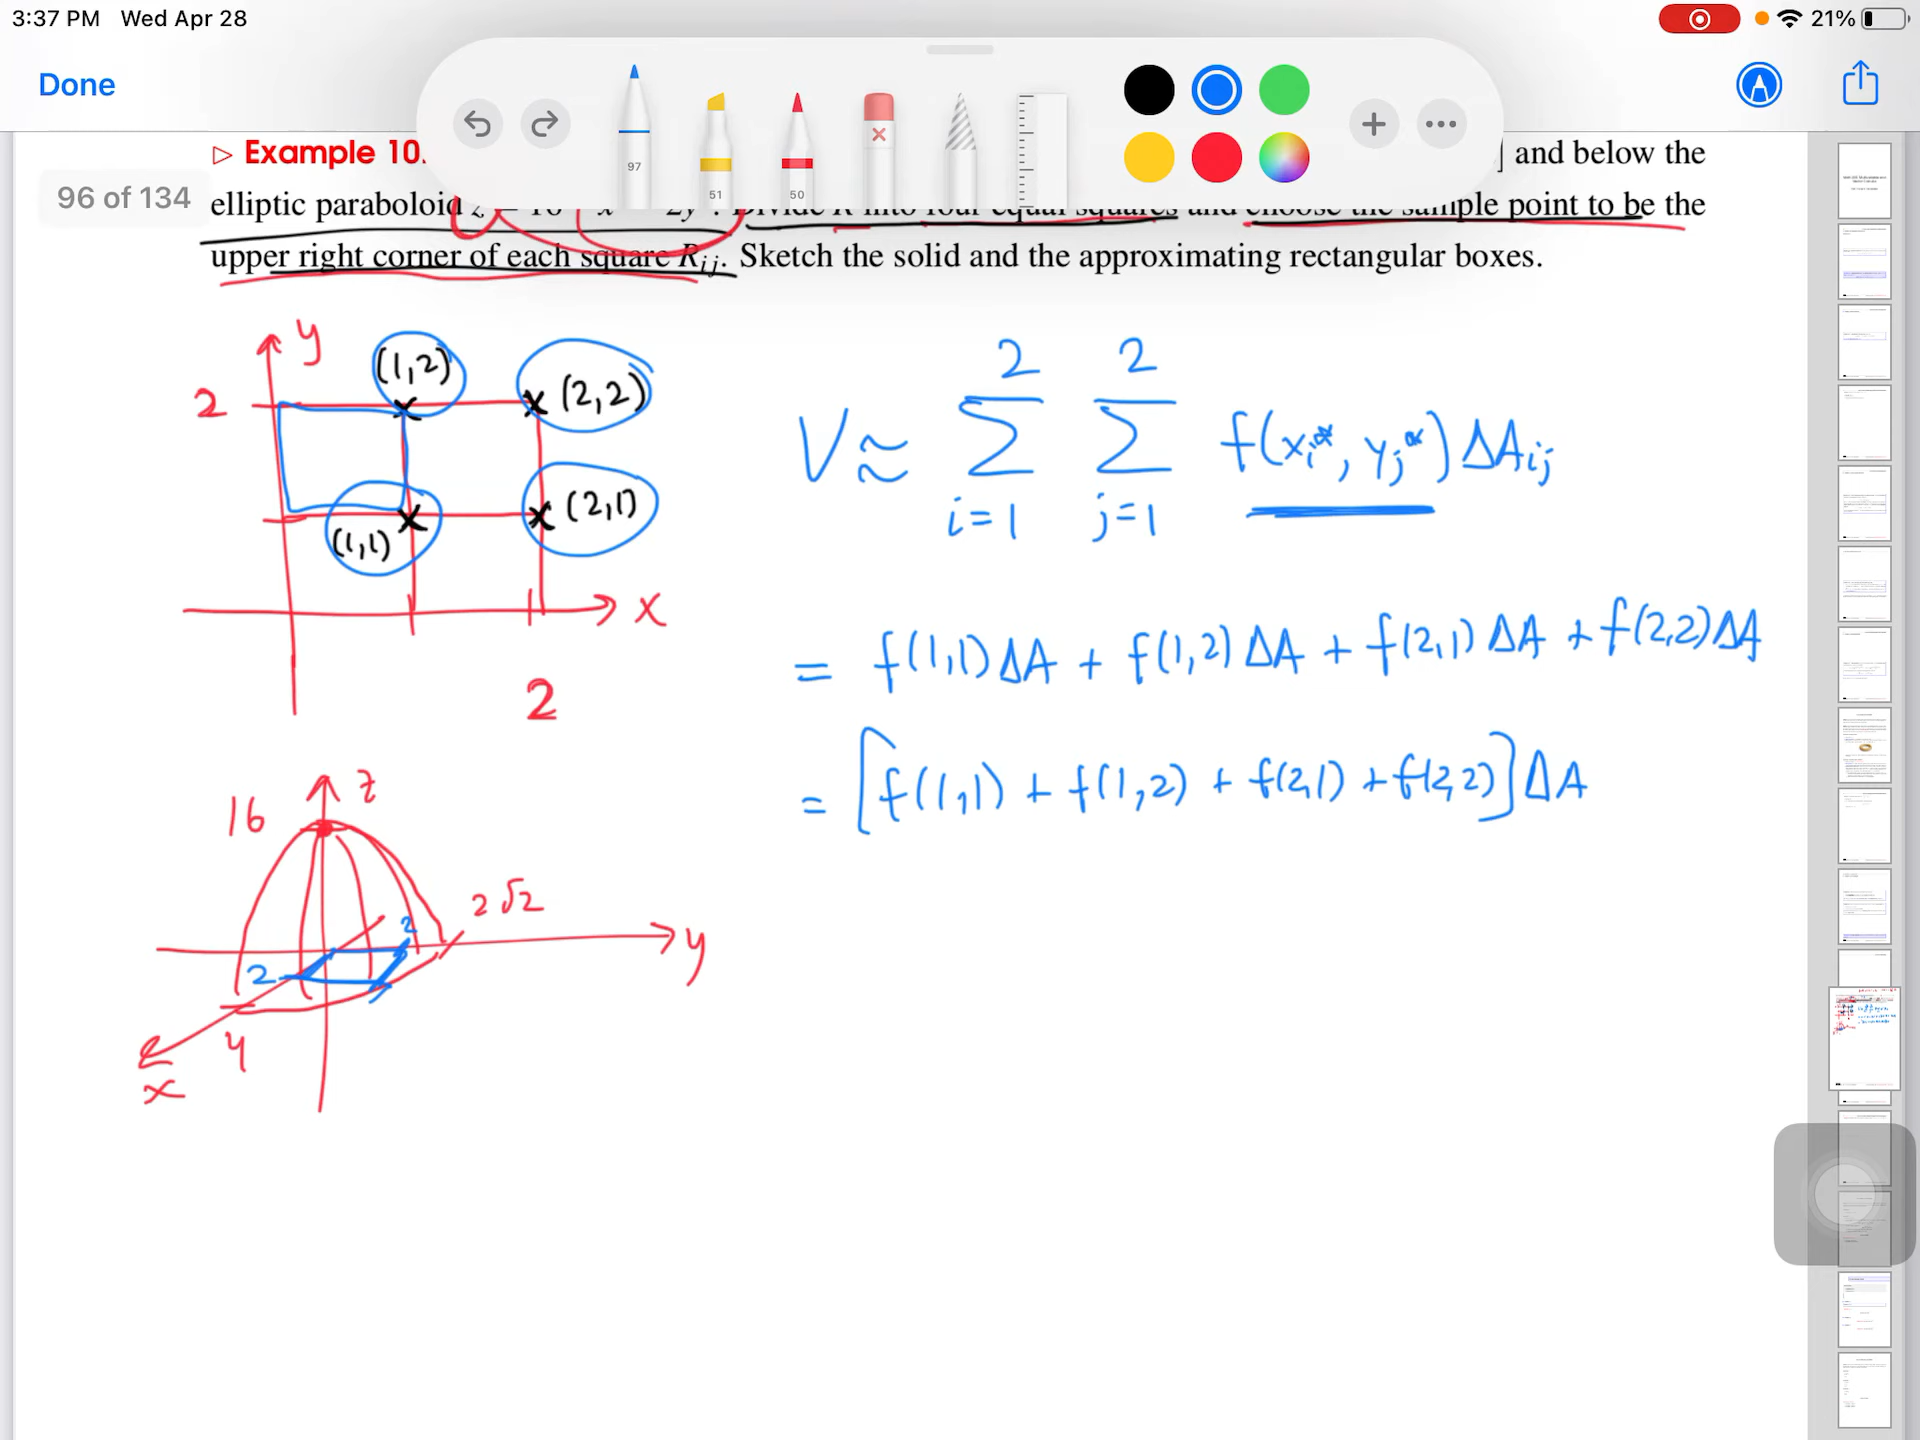 3:37 PM Wed Apr 28
21%
Done
97
51
50
96 of 134
▷ Example 10.
] and below the
elliptic paraboloid and choose the sample point to be the
upper right corner of each square Rij. Sketch the solid and the approximating rectangular boxes.
y
2
(1,2)
x (2,2)
(1,1) x
x (2,1)
x
2
V ≈ 2 Σ i=1 2 Σ j=1 f(xi*, yj*) ΔAij
= f(1,1)ΔA + f(1,2)ΔA + f(2,1)ΔA + f(2,2)ΔA
= [f(1,1) + f(1,2) + f(2,1) + f(2,2)]ΔA
16
z
2√2
2
y
2
4
x